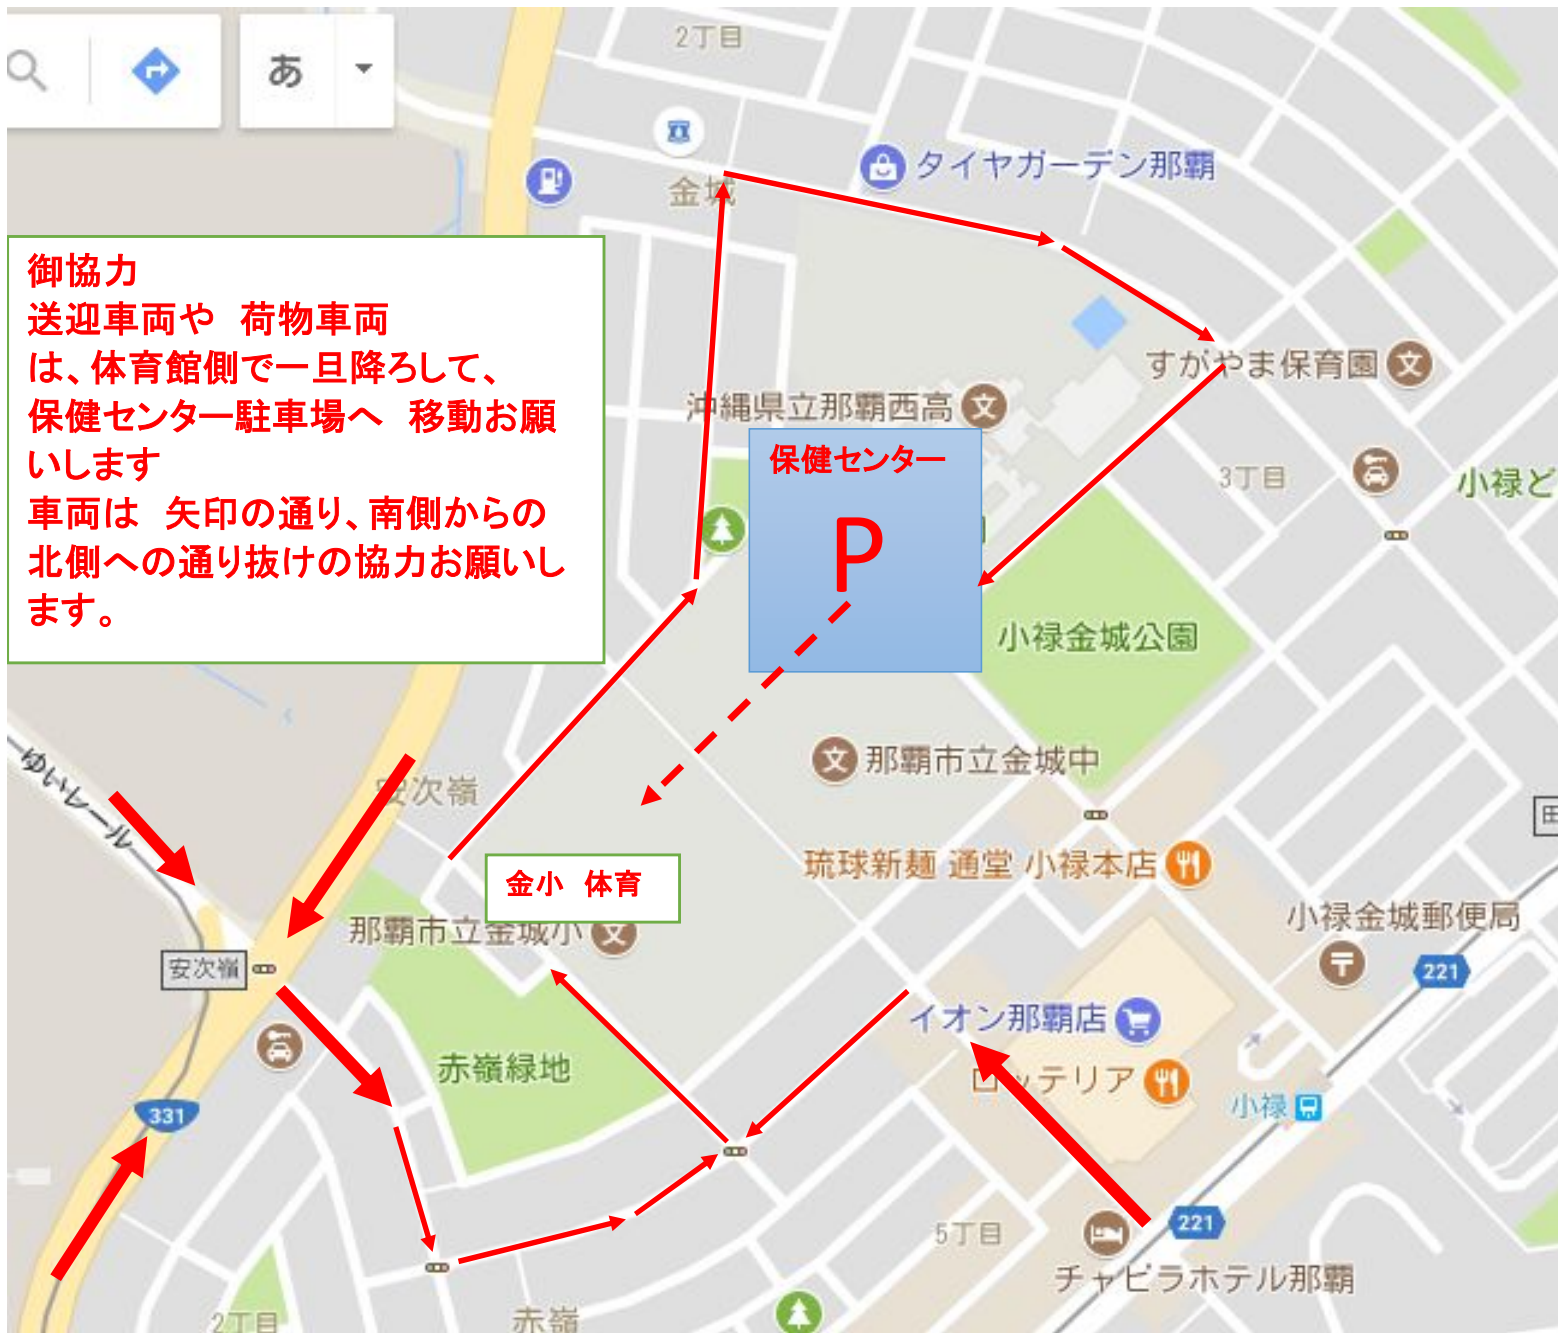 2丁目
あ
金城
タイヤガーデン那覇
御協力
送迎車両や　荷物車両
は、体育館側で一旦降ろして、
保健センター駐車場へ　移動お願
いします
車両は　矢印の通り、南側からの
北側への通り抜けの協力お願いし
ます。
すがやま保育園
沖縄県立那覇西高
保健センター
P
3丁目
小禄ど
小禄金城公園
ゆいレール
安次嶺
那覇市立金城中
田
琉球新麺 通堂 小禄本店
金小　体育
那覇市立金城小
小禄金城郵便局
安次嶺
221
イオン那覇店
赤嶺緑地
ロッテリア
小禄
331
221
5丁目
チャビラホテル那覇
2丁目
赤嶺